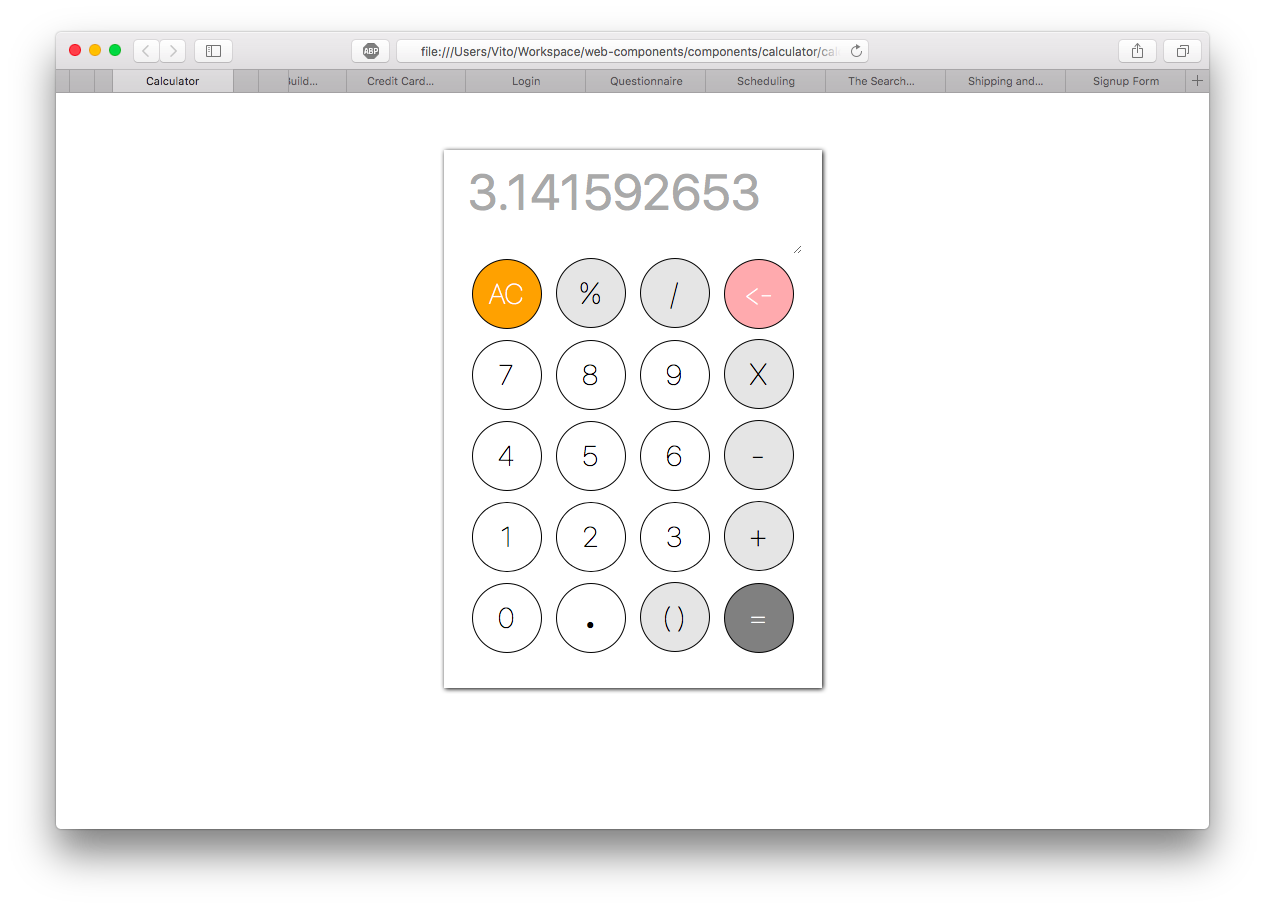 ABP
file:///Users/Vito/Workspace/web-components/components/calculator/cal
Calculator
Build... Credit Card... Login Questionnaire Scheduling The Search... Shipping and... Signup Form +
3.141592653
AC % / <-
7 8 9 X
4 5 6 -
1 2 3 +
0 . ( ) =